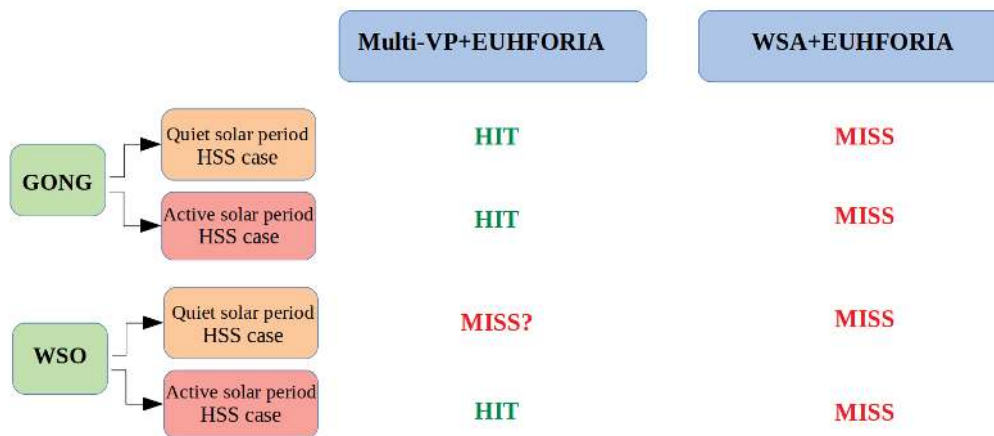 Multi-VP+EUHFORIA
WSA+EUHFORIA
GONG
Quiet solar period
HSS case
HIT
MISS
Active solar period
HSS case
HIT
MISS
WSO
Quiet solar period
HSS case
MISS?
MISS
Active solar period
HSS case
HIT
MISS